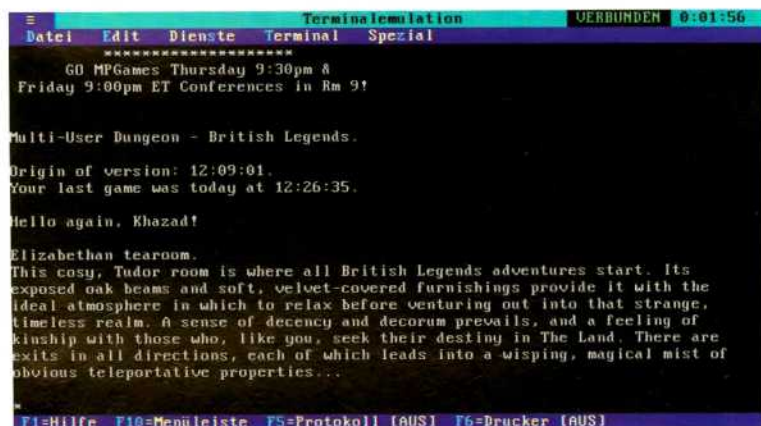 ≡ Terminalemulation VERBUNDEN 0:01:56
Datei Edit Dienste Terminal Spezial
********************
GO MPGames Thursday 9:30pm &
Friday 9:00pm ET Conferences in Rm 9!
Multi-User Dungeon - British Legends.
Origin of version: 12:09:01.
Your last game was today at 12:26:35.
Hello again, Khazad!
Elizabethan tearoom.
This cosy, Tudor room is where all British Legends adventures start. Its
exposed oak beams and soft, velvet-covered furnishings provide it with the
ideal atmosphere in which to relax before venturing out into that strange,
timeless realm. A sense of decency and decorum prevails, and a feeling of
kinship with those who, like you, seek their destiny in The Land. There are
exits in all directions, each of which leads into a wisping, magical mist of
obvious teleportative properties...
*
F1=Hilfe F10=Menüleiste F5=Protokoll [AUS] F6=Drucker [AUS]